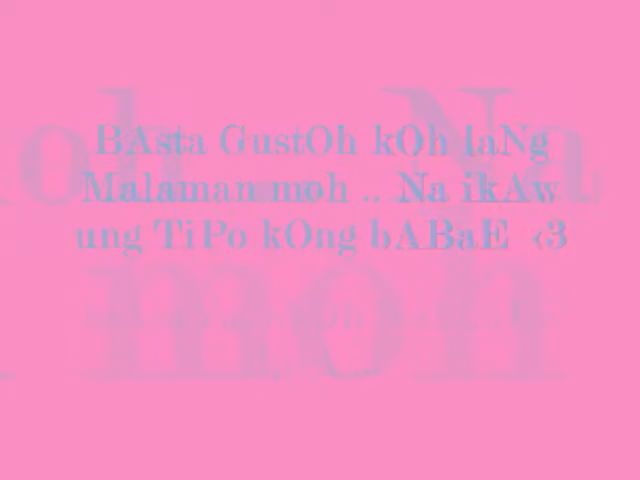 BAsta GustOh kOh laNg
Malaman moh .. Na ikAw
ung TiPo kOng bABaE <3